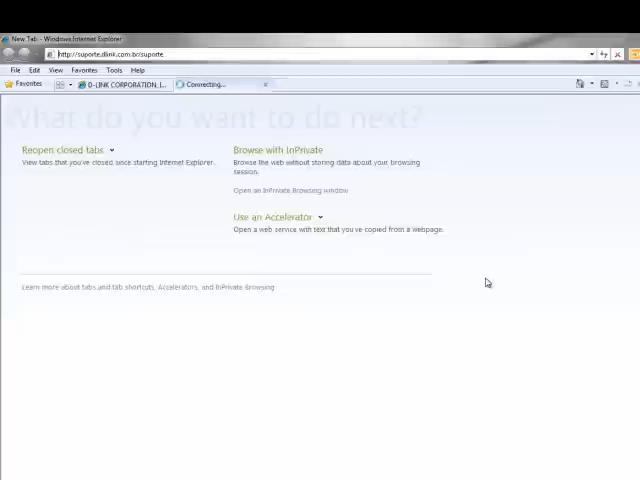 New Tab - Windows Internet Explorer
http://suporte.dlink.com.br/suporte
File Edit View Favorites Tools Help
Favorites D-LINK CORPORATION_I... Connecting...
What do you want to do next?
Reopen closed tabs
View tabs that you've closed since starting Internet Explorer.
Browse with InPrivate
Browse the web without storing data about your browsing
session.
Open an InPrivate Browsing window
Use an Accelerator
Open a web service with text that you've copied from a webpage.
Learn more about tabs and tab shortcuts, Accelerators, and InPrivate Browsing